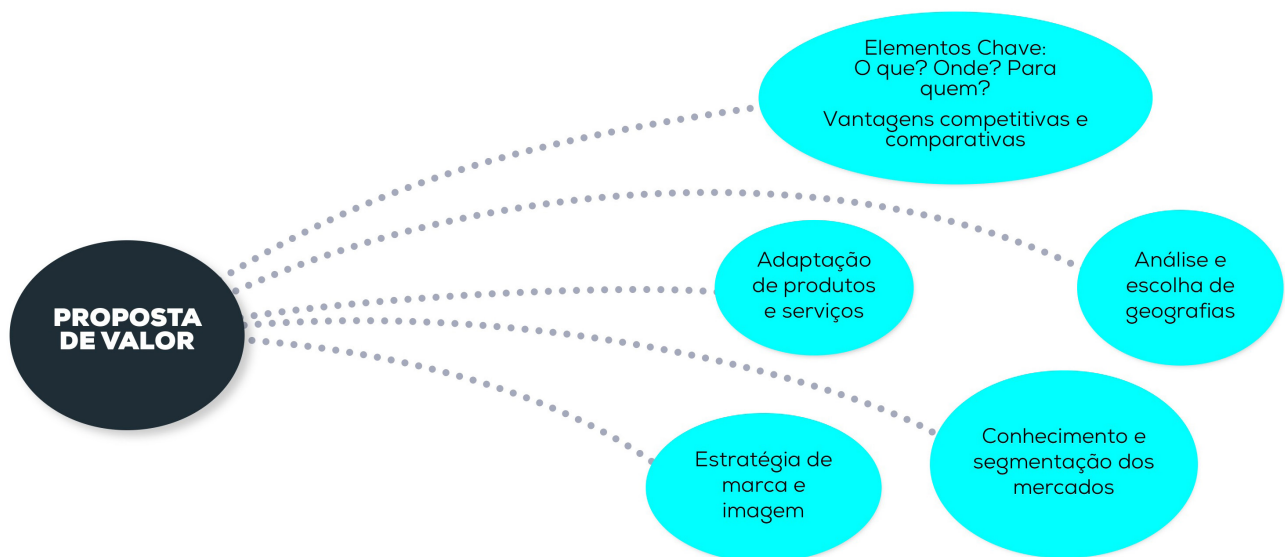 Elementos Chave:
O que? Onde? Para
quem?
Vantagens competitivas e
comparativas
PROPOSTA
DE VALOR
Adaptação
de produtos
e serviços
Análise e
escolha de
geografias
Estratégia de
marca e
imagem
Conhecimento e
segmentação dos
mercados